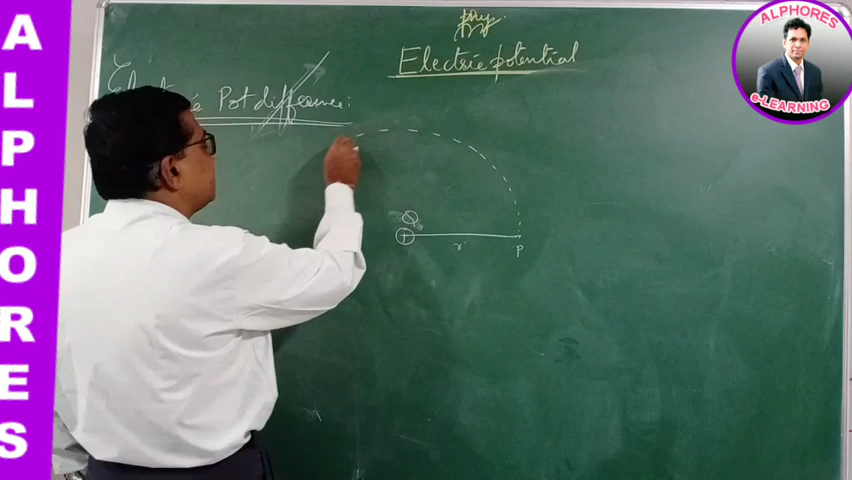 ALPHORES
phy.
Electric potential
Pot difference:
Q
+
r
P
ALPHORES
e-LEARNING